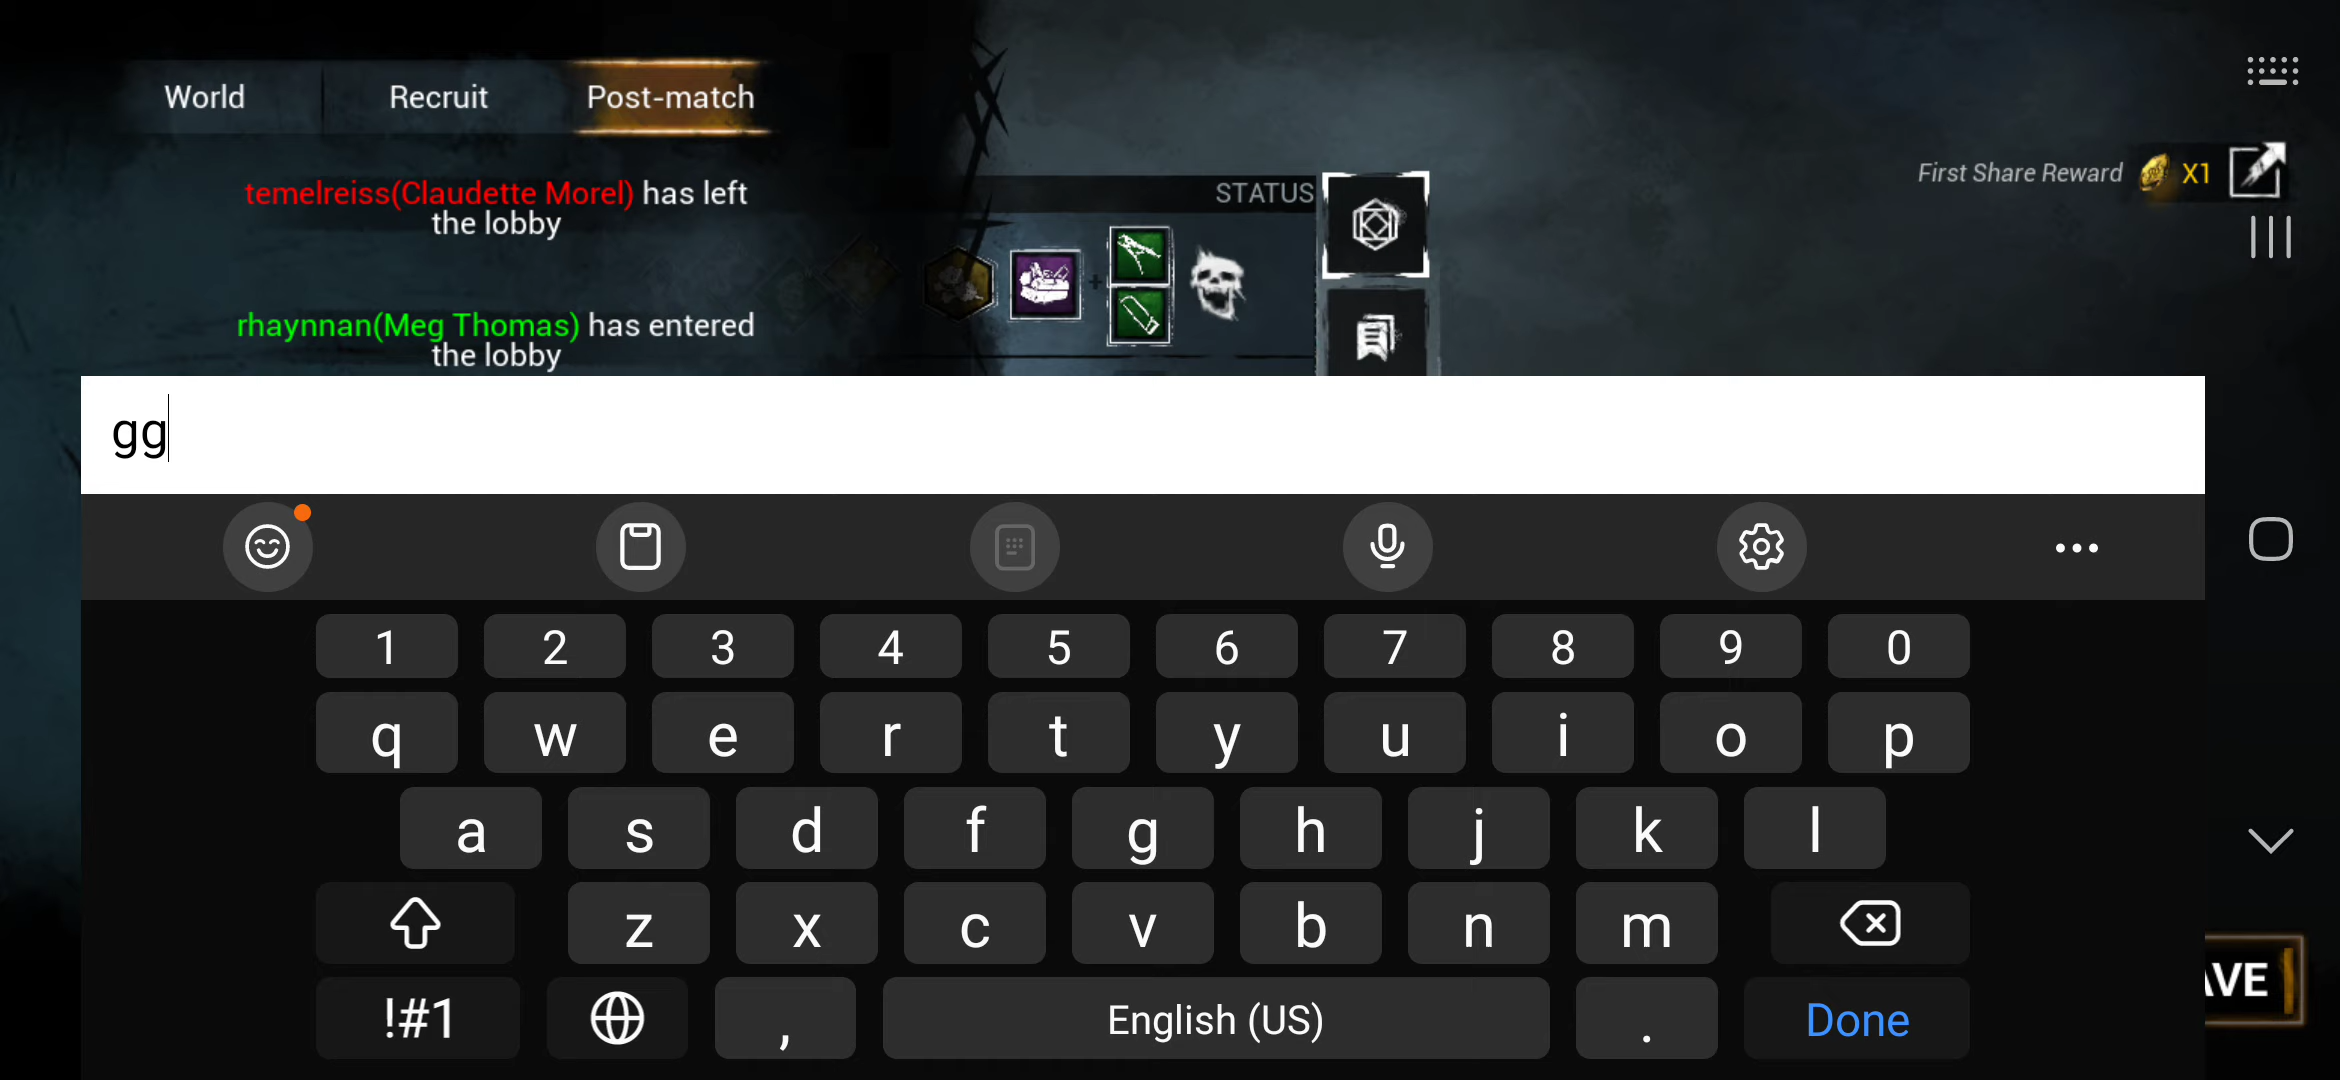 World Recruit Post-match
First Share Reward X1
temelreiss(Claudette Morel) has left
the lobby
STATUS
rhaynnan(Meg Thomas) has entered
the lobby
gg
1 2 3 4 5 6 7 8 9 0
q w e r t y u i o p
a s d f g h j k l
z x c v b n m
!#1 , English (US) . Done
AVE